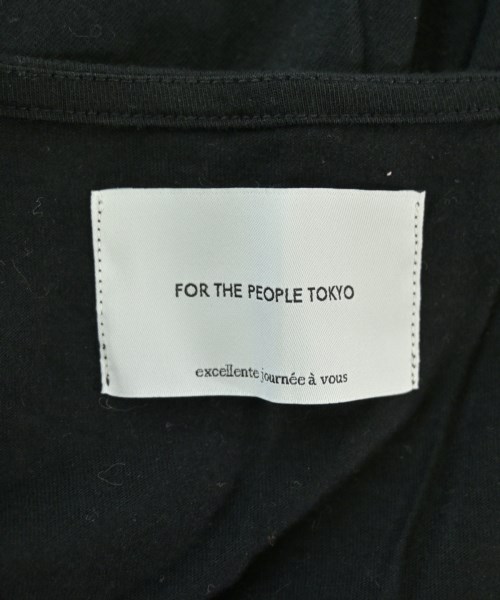 FOR THE PEOPLE TOKYO
excellente journée à vous